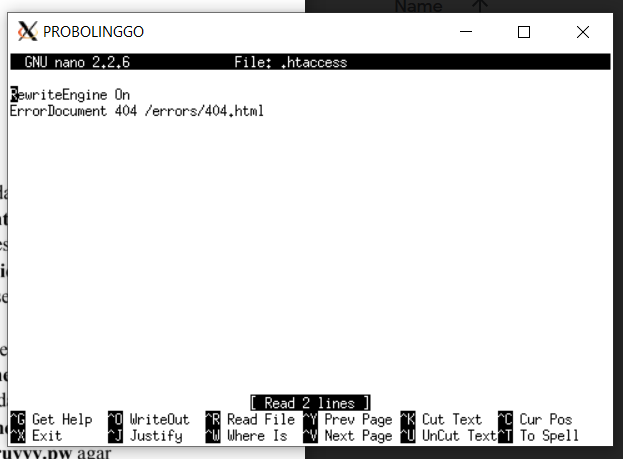 Name ↑
PROBOLINGGO
GNU nano 2.2.6 File: .htaccess
RewriteEngine On
ErrorDocument 404 /errors/404.html
[ Read 2 lines ]
^G Get Help ^O WriteOut ^R Read File ^Y Prev Page ^K Cut Text ^C Cur Pos
^X Exit ^J Justify ^W Where Is ^V Next Page ^U UnCut Text ^T To Spell
agar